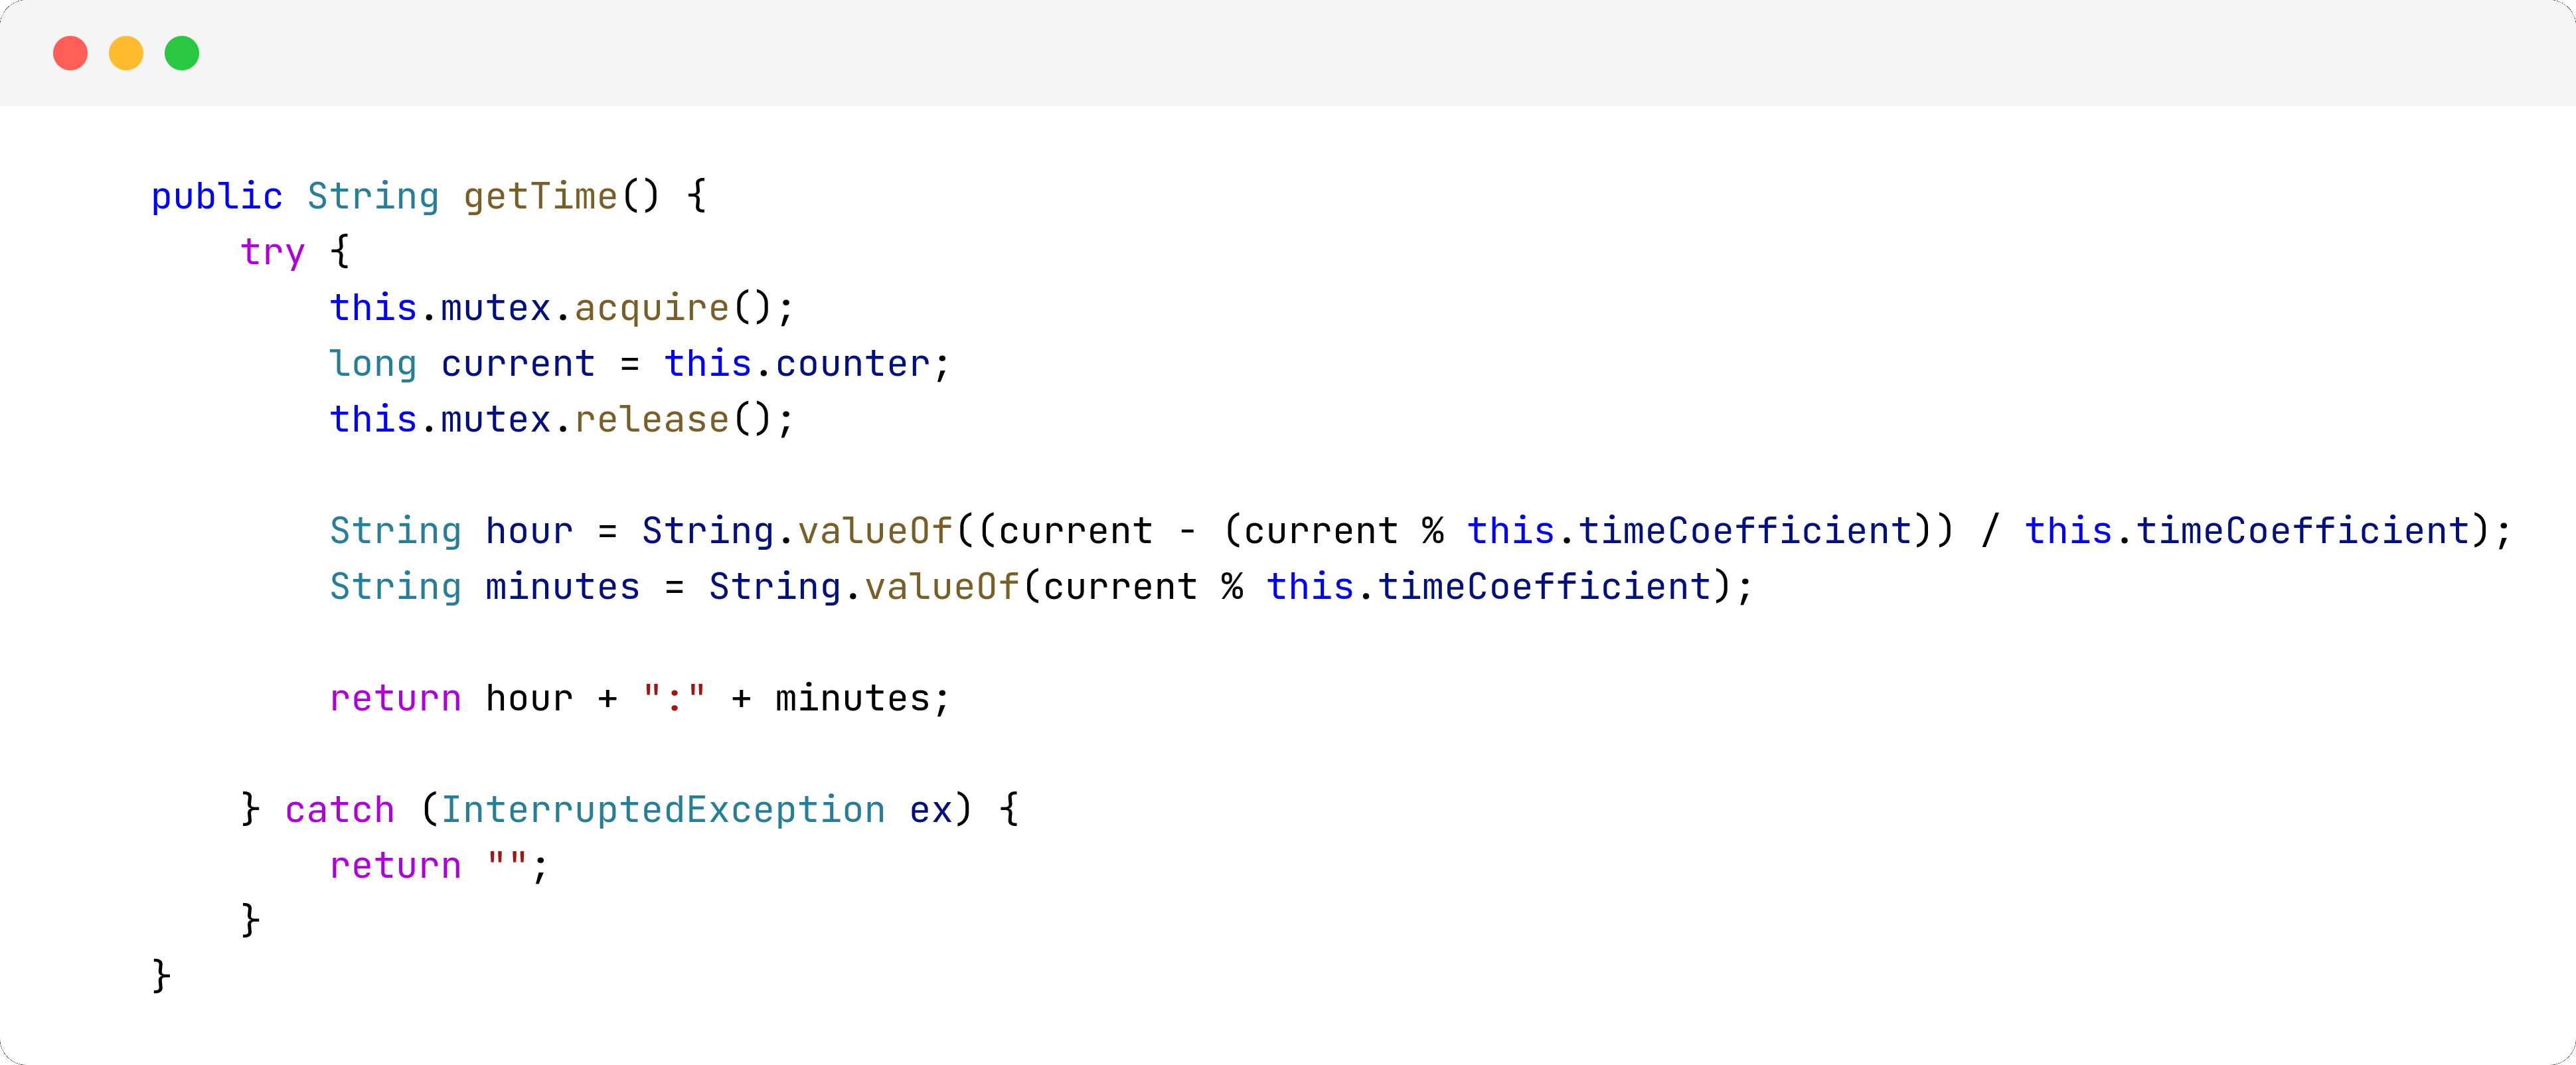 public String getTime() {
    try {
        this.mutex.acquire();
        long current = this.counter;
        this.mutex.release();

        String hour = String.valueOf((current - (current % this.timeCoefficient)) / this.timeCoefficient);
        String minutes = String.valueOf(current % this.timeCoefficient);

        return hour + ":" + minutes;

    } catch (InterruptedException ex) {
        return "";
    }
}